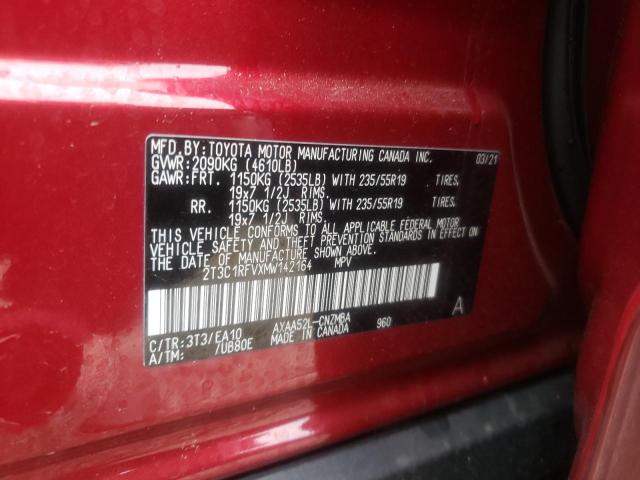 MFD.BY:TOYOTA MOTOR MANUFACTURING CANADA INC. 03/21
GVWR:2090KG (4610LB)
GAWR:FRT. 1150KG (2535LB) WITH 235/55R19 TIRES,
19x7 1/2J RIMS.
RR. 1150KG (2535LB) WITH 235/55R19 TIRES,
19x7 1/2J RIMS.
THIS VEHICLE CONFORMS TO ALL APPLICABLE FEDERAL MOTOR
VEHICLE SAFETY AND THEFT PREVENTION STANDARDS IN EFFECT ON
THE DATE OF MANUFACTURE SHOWN ABOVE.
2T3C1RFVXMW142164 MPV
A
C/TR:3T3/EA10 AXAA52L-CNZMBA 960
A/TM: /UB80E MADE IN CANADA